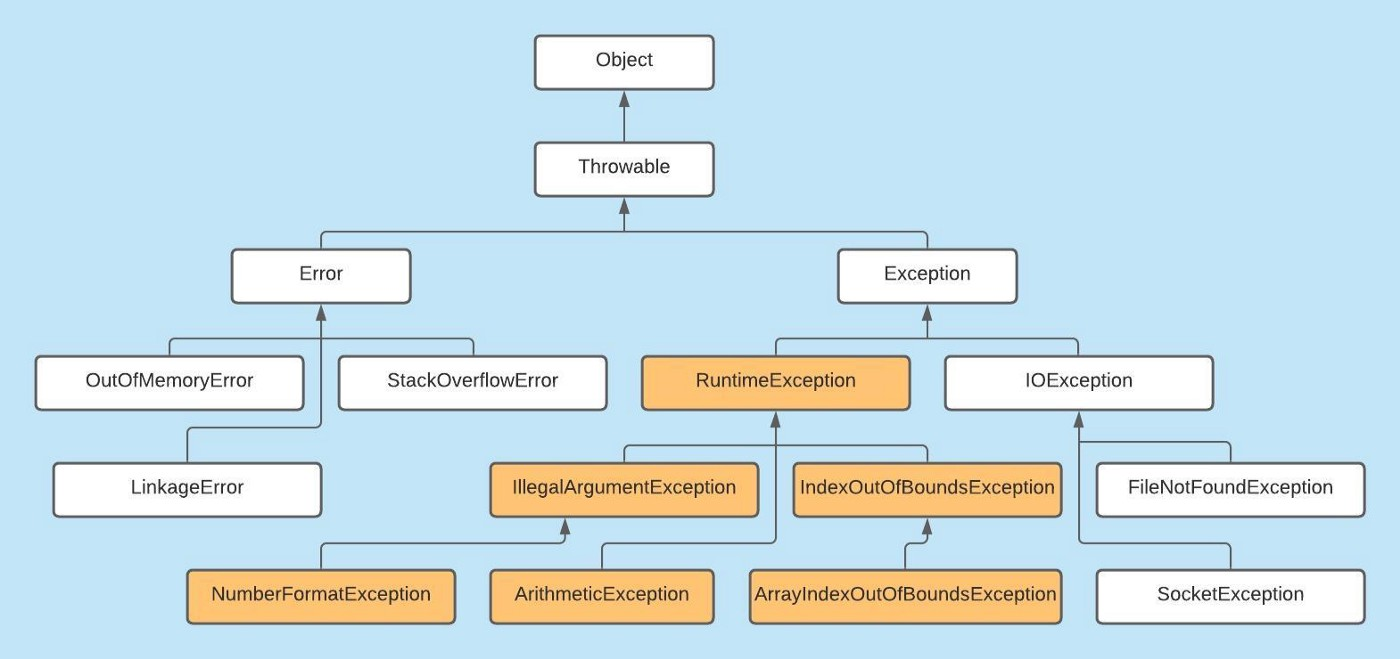 Object
Throwable
Error
Exception
OutOfMemoryError
StackOverflowError
RuntimeException
IOException
LinkageError
IllegalArgumentException
IndexOutOfBoundsException
FileNotFoundException
NumberFormatException
ArithmeticException
ArrayIndexOutOfBoundsException
SocketException